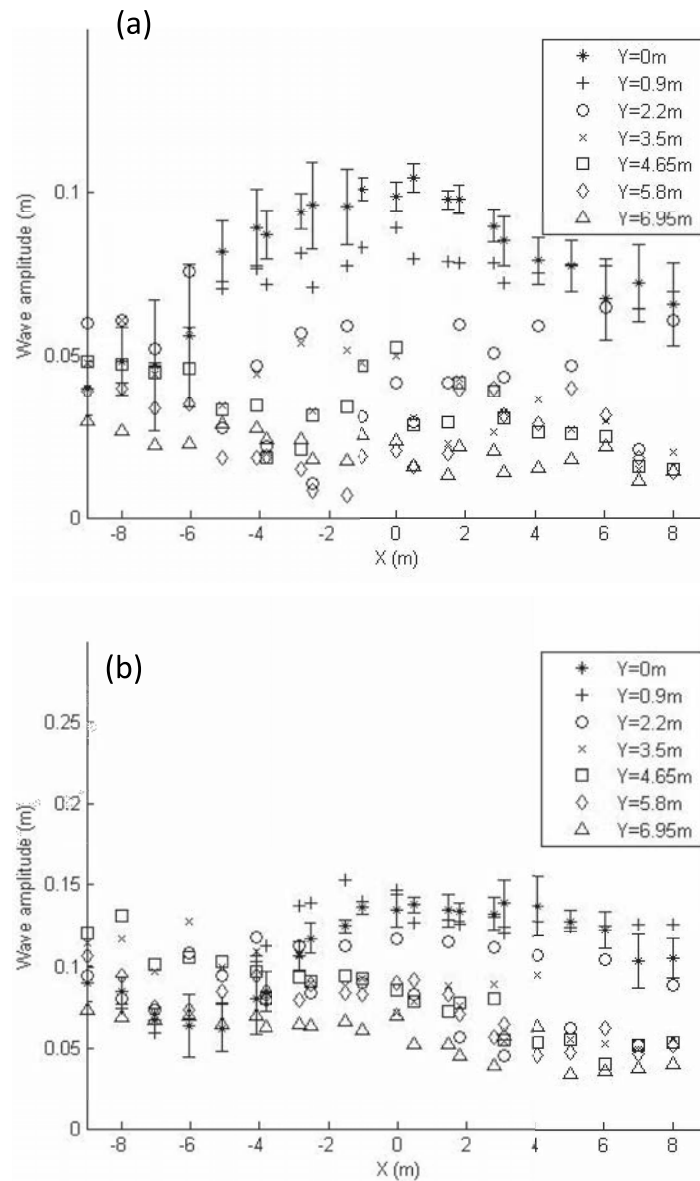 (a)
Y=0m
Y=0.9m
Y=2.2m
Y=3.5m
Y=4.65m
Y=5.8m
Y=6.95m
Wave amplitude (m)
0.1
0.05
0
-8 -6 -4 -2 0 2 4 6 8
X (m)
(b)
Y=0m
Y=0.9m
Y=2.2m
Y=3.5m
Y=4.65m
Y=5.8m
Y=6.95m
Wave amplitude (m)
0.25
0.2
0.15
0.1
0.05
0
-8 -6 -4 -2 0 2 4 6 8
X (m)